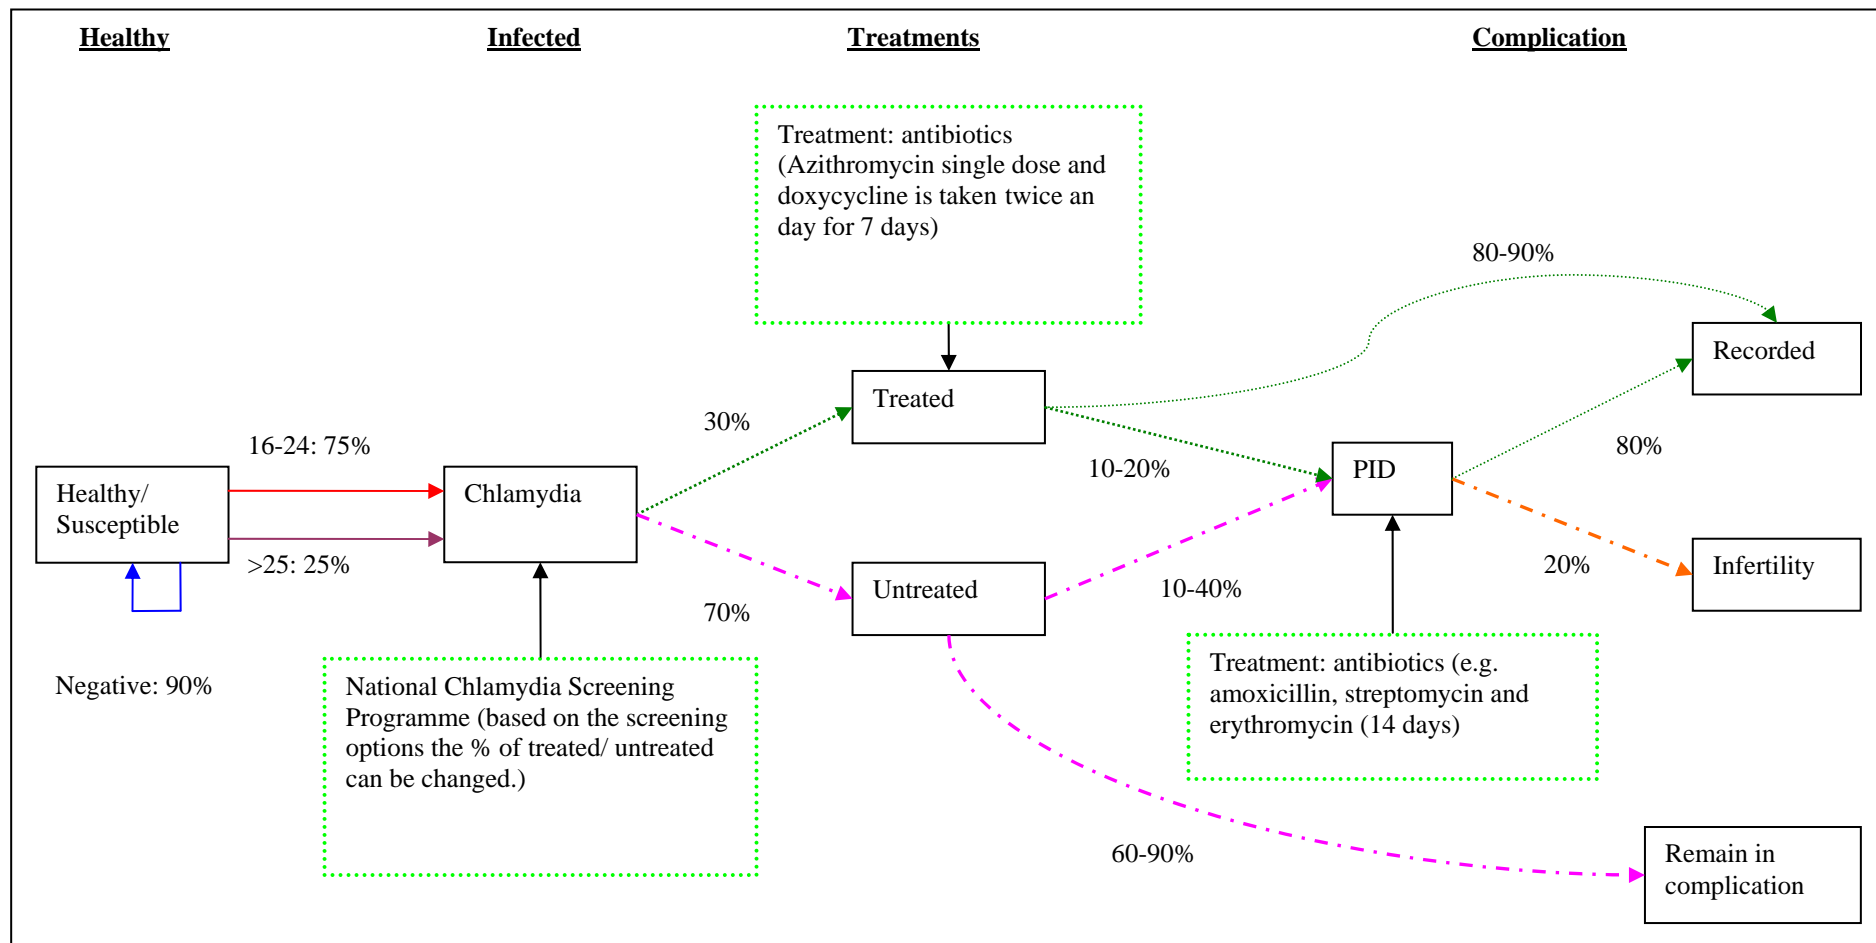 Healthy
Infected
Treatments
Complication
Treatment: antibiotics
(Azithromycin single dose and
doxycycline is taken twice an
day for 7 days)
80-90%
Recorded
Treated
30%
16-24: 75%
10-20%
80%
PID
Healthy/
Susceptible
Chlamydia
>25: 25%
Untreated
10-40%
20%
Infertility
70%
Negative: 90%
National Chlamydia Screening
Programme (based on the screening
options the % of treated/ untreated
can be changed.)
Treatment: antibiotics (e.g.
amoxicillin, streptomycin and
erythromycin (14 days)
60-90%
Remain in
complication